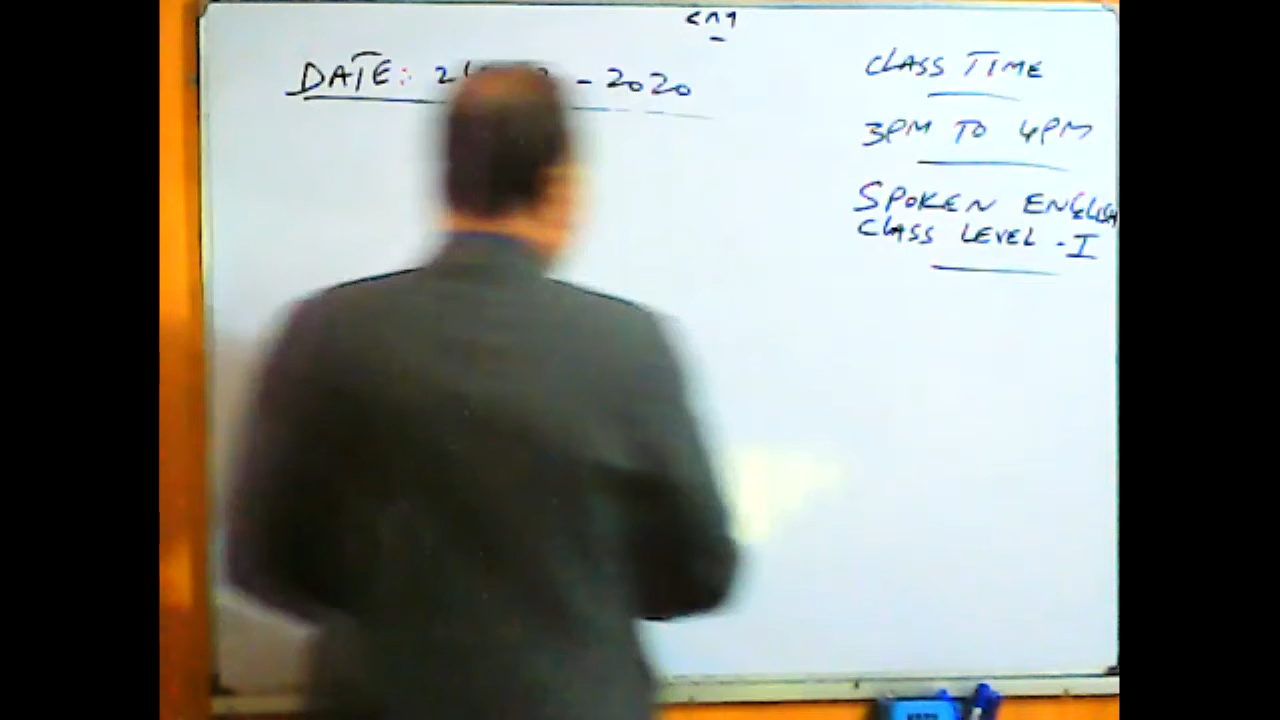 DATE: - 2020
CLASS TIME
3PM TO 4PM
SPOKEN ENGLISH
CLASS LEVEL - I